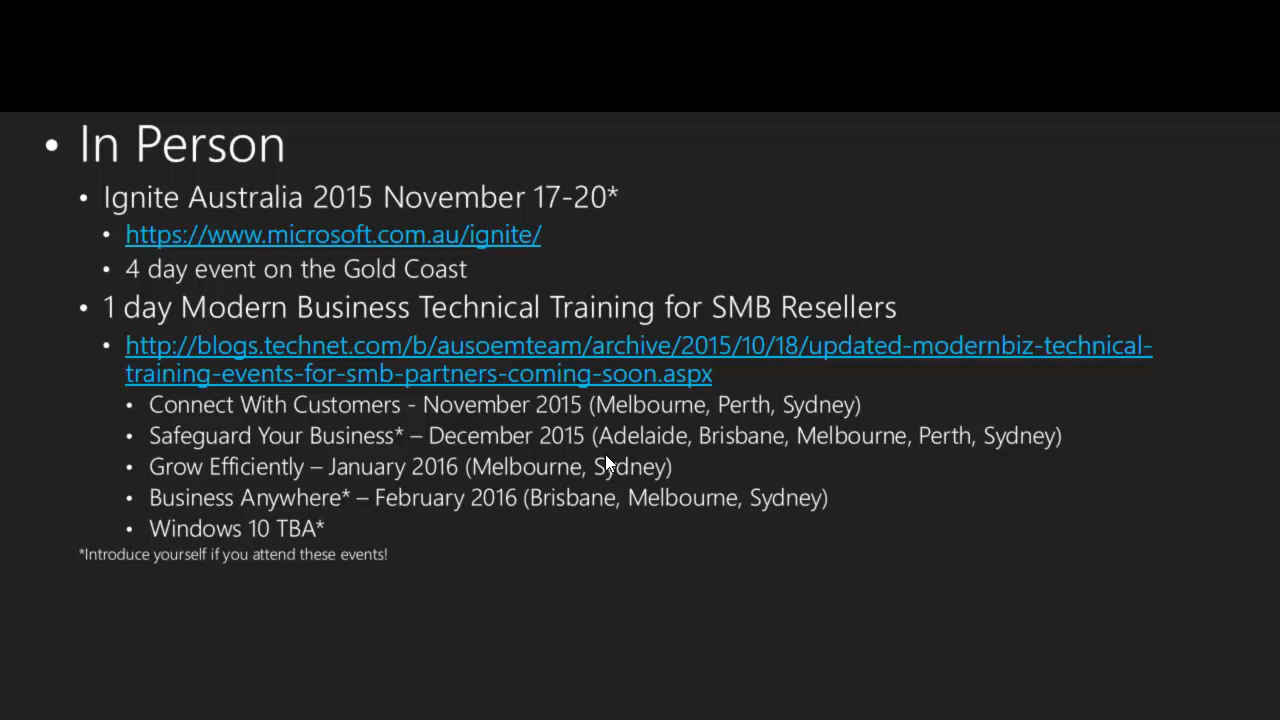 • In Person
• Ignite Australia 2015 November 17-20*
• https://www.microsoft.com.au/ignite/
• 4 day event on the Gold Coast
• 1 day Modern Business Technical Training for SMB Resellers
• http://blogs.technet.com/b/ausoemteam/archive/2015/10/18/updated-modernbiz-technical-
training-events-for-smb-partners-coming-soon.aspx
• Connect With Customers - November 2015 (Melbourne, Perth, Sydney)
• Safeguard Your Business* – December 2015 (Adelaide, Brisbane, Melbourne, Perth, Sydney)
• Grow Efficiently – January 2016 (Melbourne, Sydney)
• Business Anywhere* – February 2016 (Brisbane, Melbourne, Sydney)
• Windows 10 TBA*
*Introduce yourself if you attend these events!